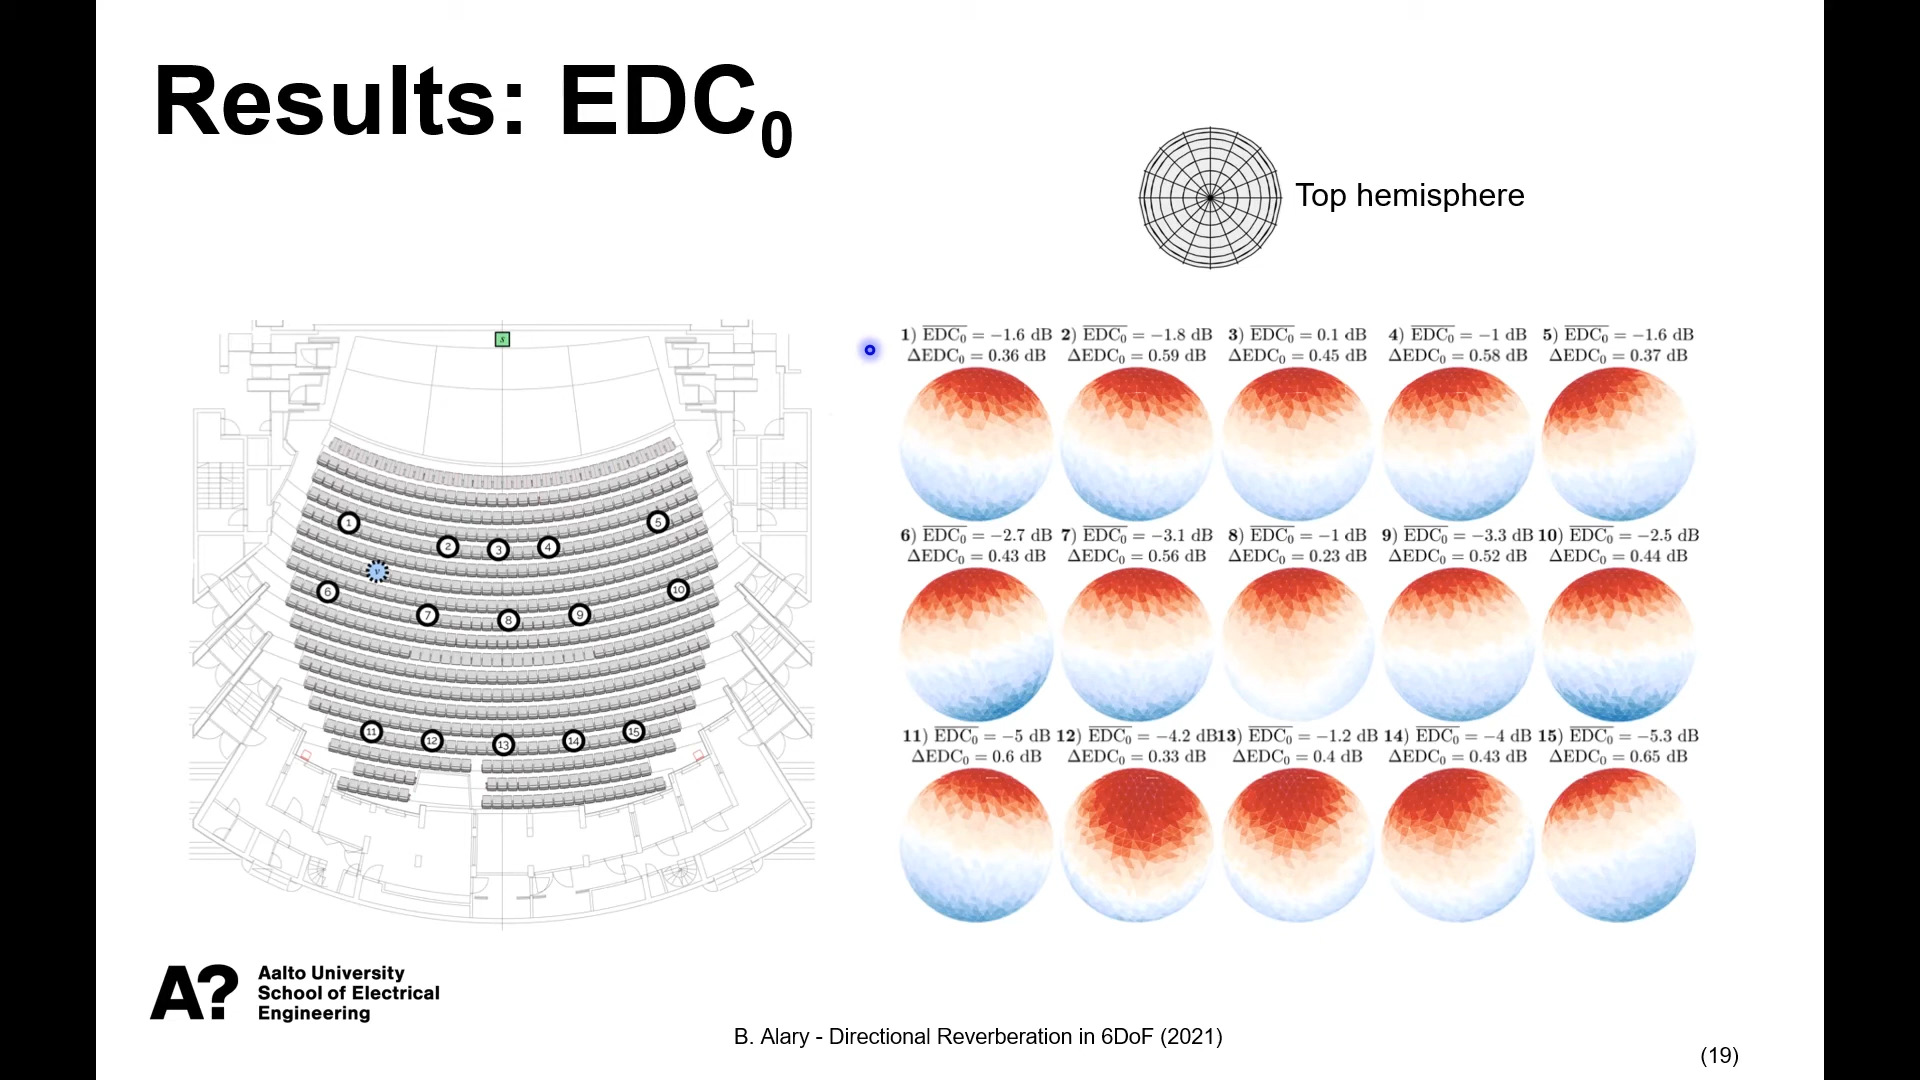 Results: EDC₀
Top hemisphere
s
1
5
2
3
4
v
6
10
7
8
9
11
12
13
14
15
1) EDC₀ = −1.6 dB 2) EDC₀ = −1.8 dB 3) EDC₀ = 0.1 dB 4) EDC₀ = −1 dB 5) EDC₀ = −1.6 dB
ΔEDC₀ = 0.36 dB ΔEDC₀ = 0.59 dB ΔEDC₀ = 0.45 dB ΔEDC₀ = 0.58 dB ΔEDC₀ = 0.37 dB
6) EDC₀ = −2.7 dB 7) EDC₀ = −3.1 dB 8) EDC₀ = −1 dB 9) EDC₀ = −3.3 dB 10) EDC₀ = −2.5 dB
ΔEDC₀ = 0.43 dB ΔEDC₀ = 0.56 dB ΔEDC₀ = 0.23 dB ΔEDC₀ = 0.52 dB ΔEDC₀ = 0.44 dB
11) EDC₀ = −5 dB 12) EDC₀ = −4.2 dB 13) EDC₀ = −1.2 dB 14) EDC₀ = −4 dB 15) EDC₀ = −5.3 dB
ΔEDC₀ = 0.6 dB ΔEDC₀ = 0.33 dB ΔEDC₀ = 0.4 dB ΔEDC₀ = 0.43 dB ΔEDC₀ = 0.65 dB
A?
Aalto University
School of Electrical
Engineering
B. Alary - Directional Reverberation in 6DoF (2021)
(19)